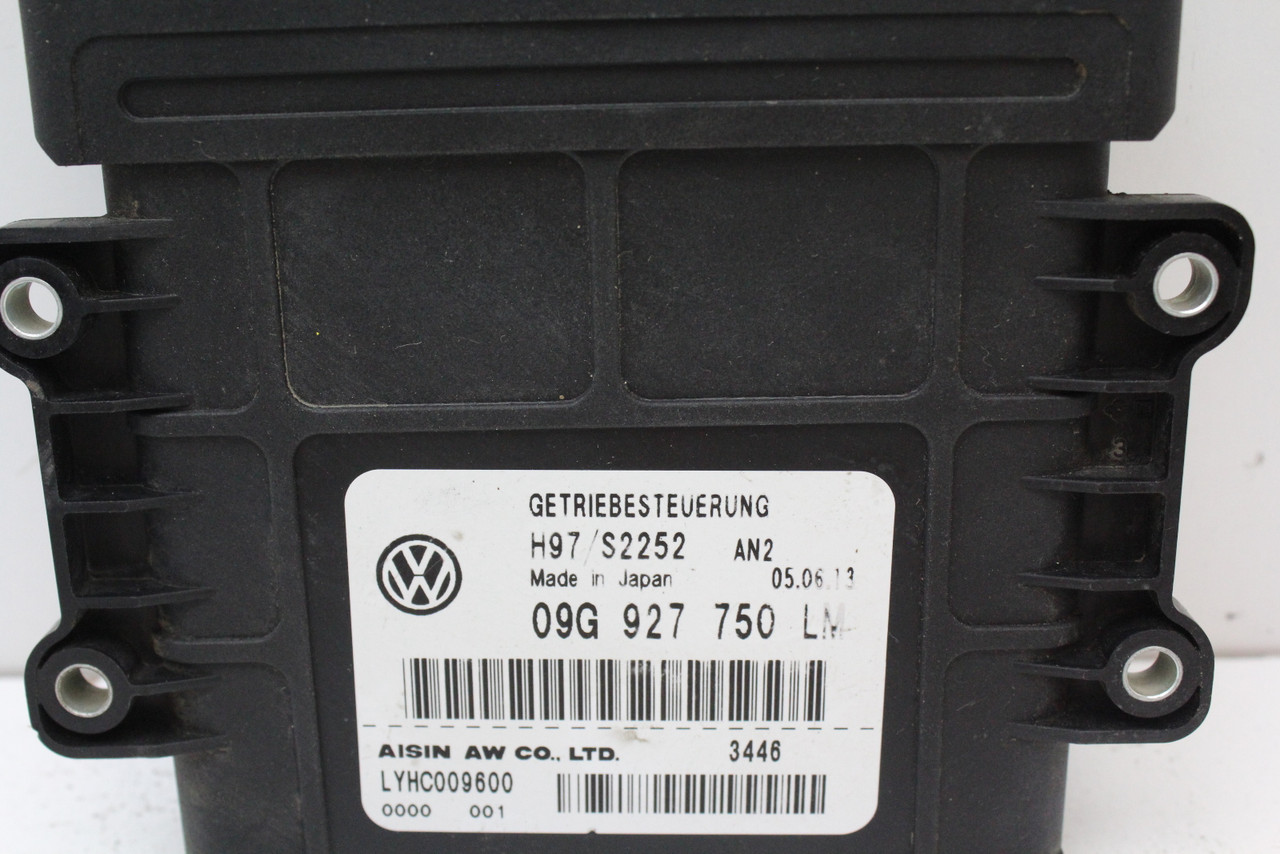 GETRIEBESTEUERUNG
H97/S2252 AN2
Made in Japan 05.06.13
09G 927 750 LM
AISIN AW CO., LTD. 3446
LYHC009600
0000 001